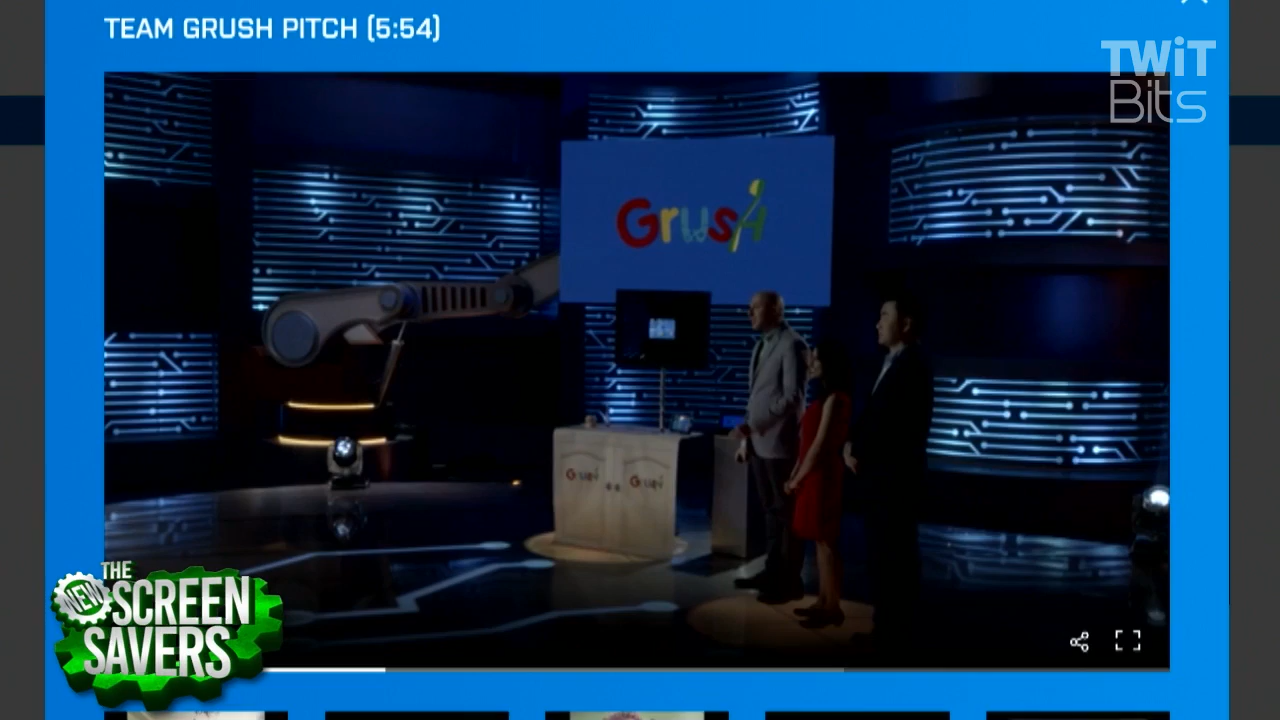 TEAM GRUSH PITCH (5:54)
TWiT
Bits
GrusH
GrusH GrusH
THE
NEW SCREEN
SAVERS